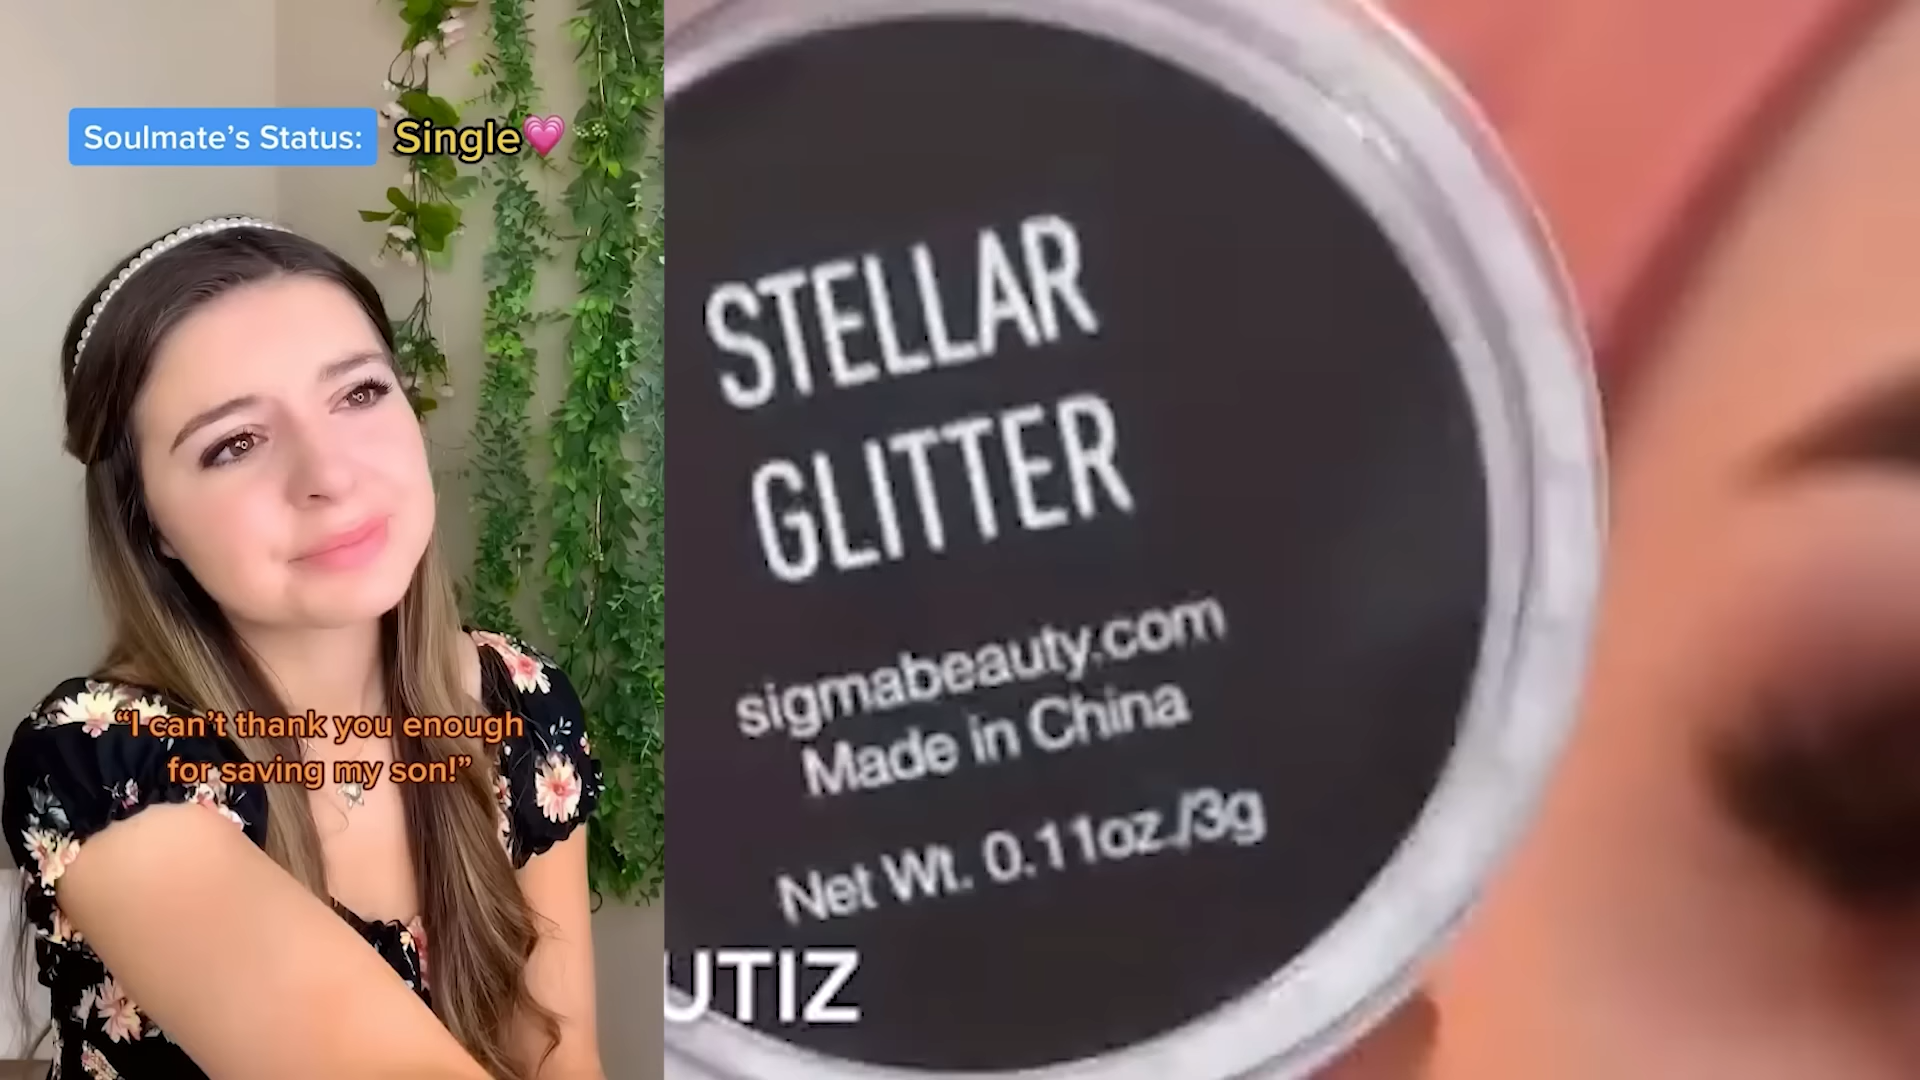 Soulmate’s Status: Single
“I can’t thank you enough
for saving my son!”
STELLAR
GLITTER
sigmabeauty.com
Made in China
Net Wt. 0.11oz./3g
UTIZ